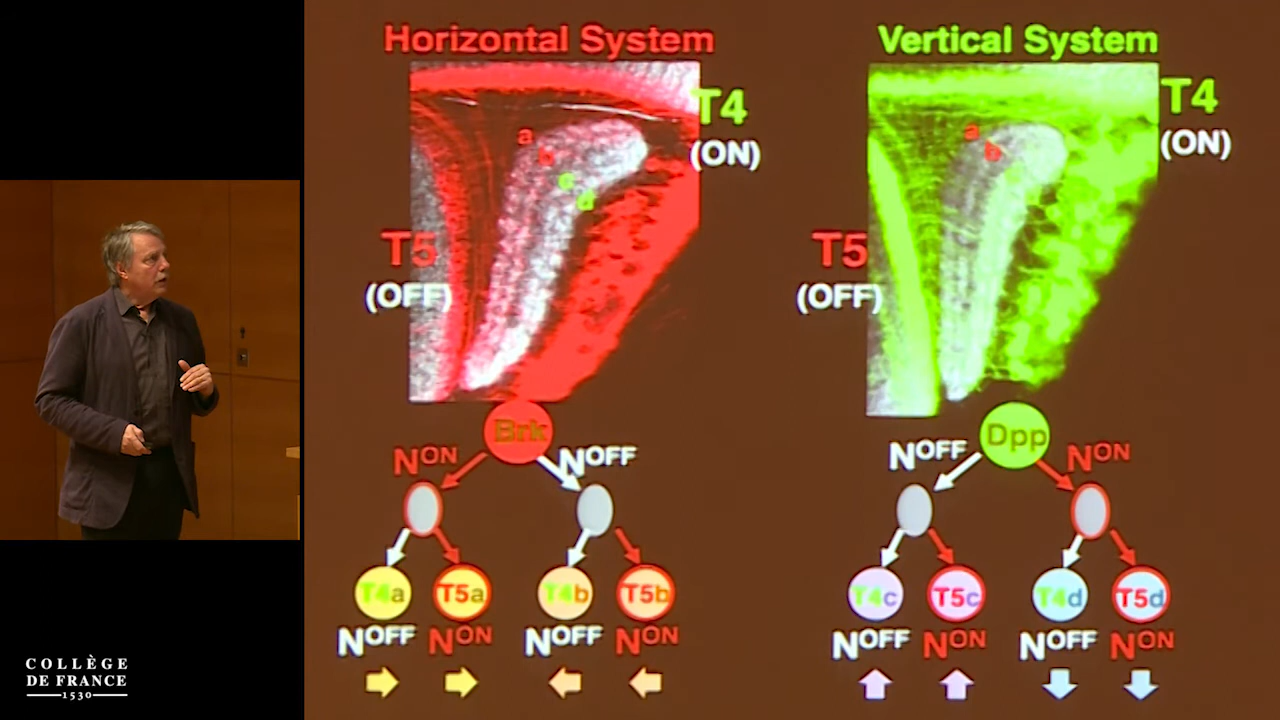 Horizontal System
T4
(ON)
a
b
c
d
T5
(OFF)
Brk
NON
NOFF
T4a
T5a
T4b
T5b
NOFF
NON
NOFF
NON
Vertical System
T4
(ON)
a
b
T5
(OFF)
Dpp
NOFF
NON
T4c
T5c
T4d
T5d
NOFF
NON
NOFF
NON
COLLÈGE
DE FRANCE
1530